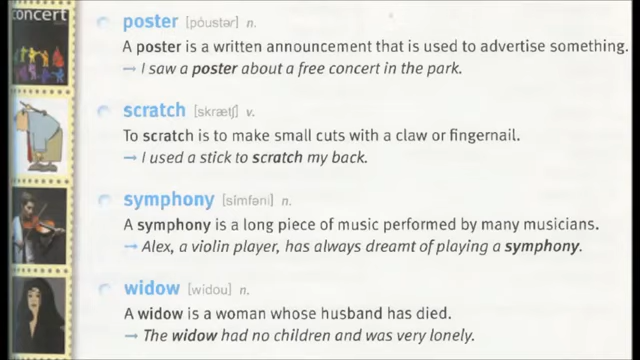 concert
poster [póustər] n.
A poster is a written announcement that is used to advertise something.
→ I saw a poster about a free concert in the park.
scratch [skrætʃ] v.
To scratch is to make small cuts with a claw or fingernail.
→ I used a stick to scratch my back.
symphony [símfəni] n.
A symphony is a long piece of music performed by many musicians.
→ Alex, a violin player, has always dreamt of playing a symphony.
widow [wídou] n.
A widow is a woman whose husband has died.
→ The widow had no children and was very lonely.